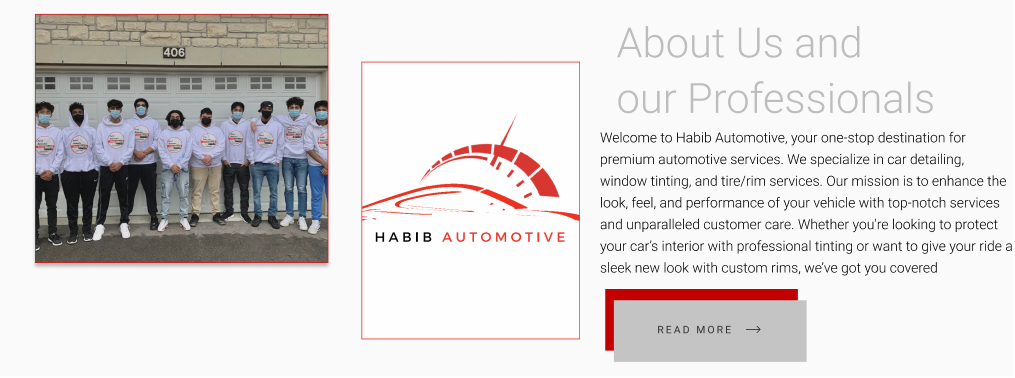 406
HABIB AUTOMOTIVE
About Us and
our Professionals
Welcome to Habib Automotive, your one-stop destination for
premium automotive services. We specialize in car detailing,
window tinting, and tire/rim services. Our mission is to enhance the
look, feel, and performance of your vehicle with top-notch services
and unparalleled customer care. Whether you're looking to protect
your car's interior with professional tinting or want to give your ride a
sleek new look with custom rims, we've got you covered
READ MORE